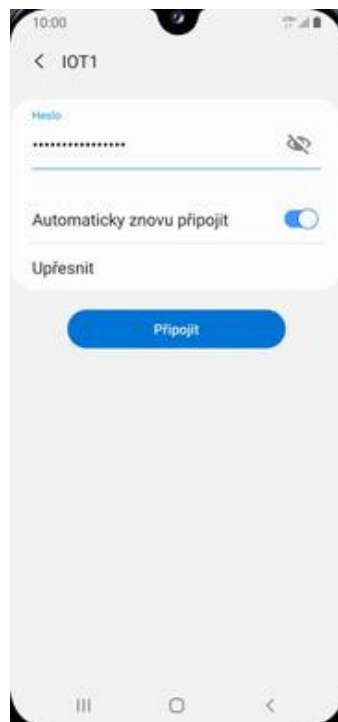 10:00
IOT1
Heslo
••••••••••••••••
Automaticky znovu připojit
Upřesnit
Připojit